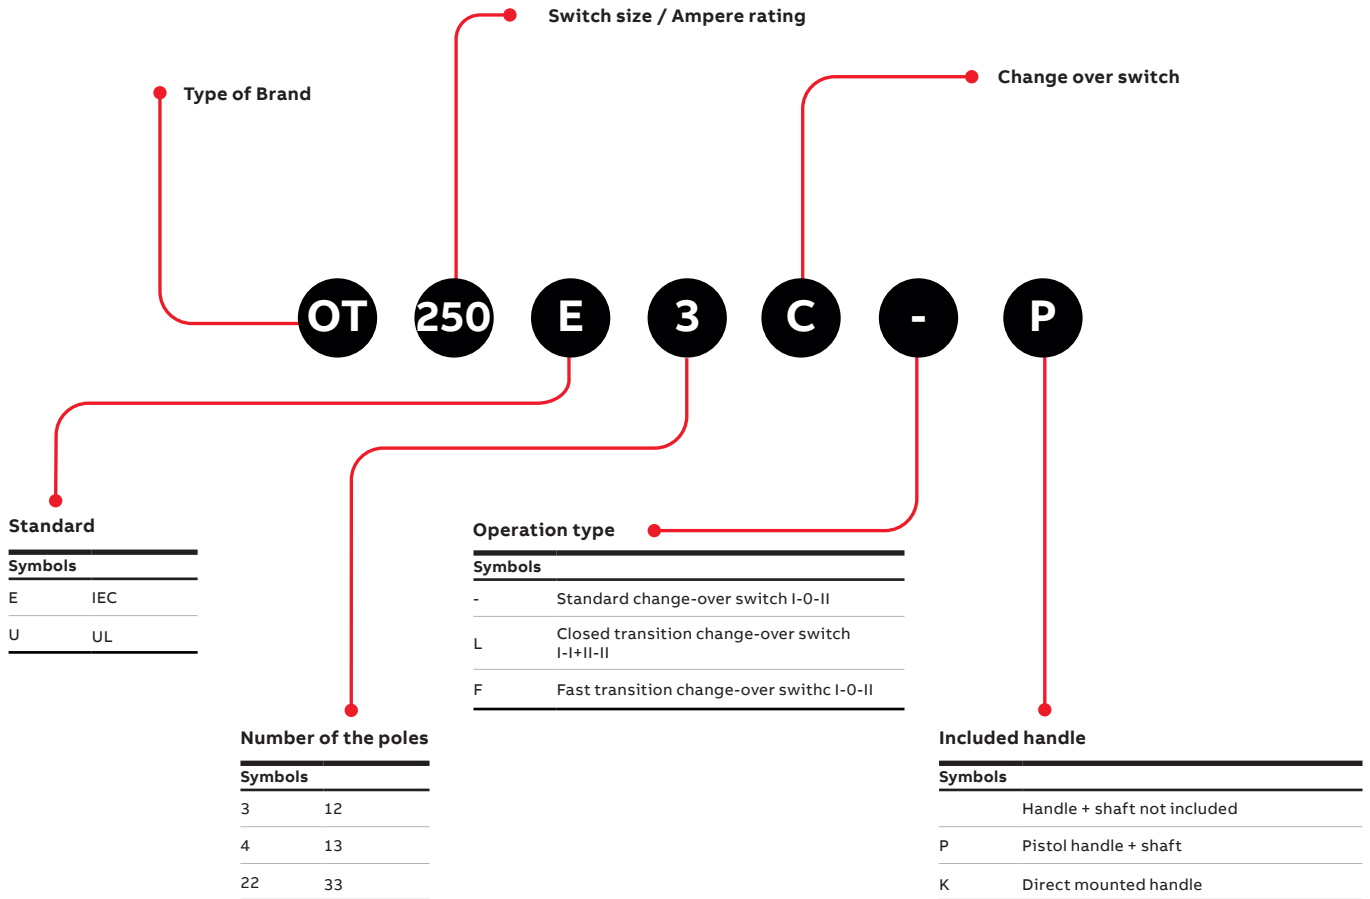 Switch size / Ampere rating
Change over switch
Type of Brand
OT 250 E 3 C - P
Standard
Symbols
E IEC
U UL
Operation type
Symbols
- Standard change-over switch I-0-II
L Closed transition change-over switch
I-I+II-II
F Fast transition change-over swithc I-0-II
Number of the poles
Symbols
3 12
4 13
22 33
Included handle
Symbols
Handle + shaft not included
P Pistol handle + shaft
K Direct mounted handle